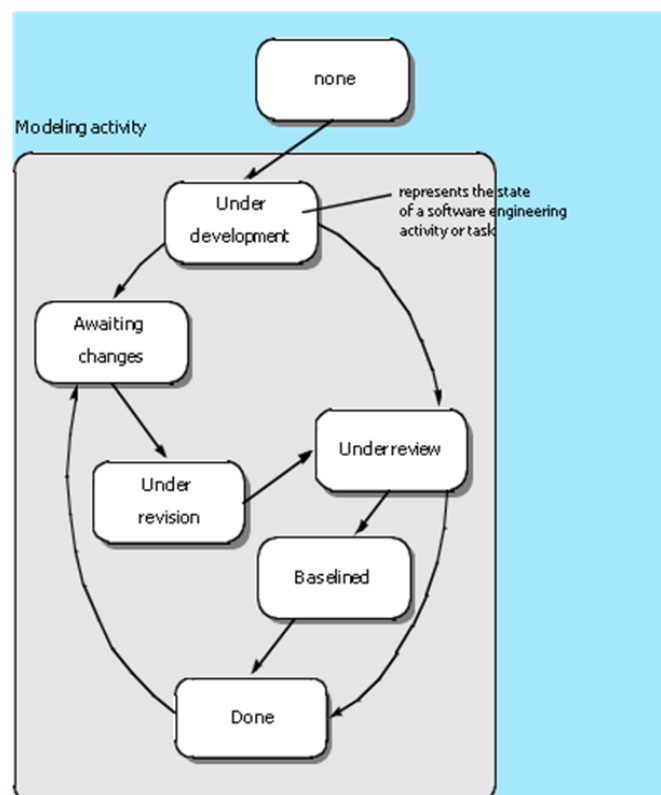 none
Modeling activity
Under
development
represents the state
of a software engineering
activity or task
Awaiting
changes
Under review
Under
revision
Baselined
Done